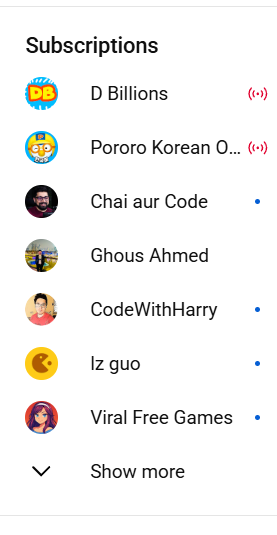 Subscriptions
DB
D Billions
Pororo Korean O...
Chai aur Code
Ghous Ahmed
CodeWithHarry
lz guo
Viral Free Games
Show more